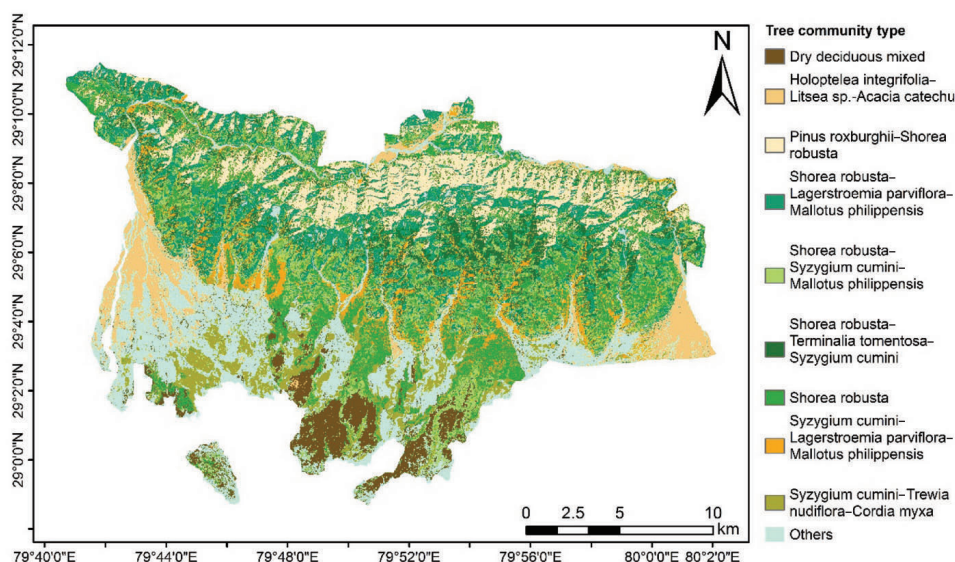 29°12'0"N
29°10'0"N
29°8'0"N
29°6'0"N
29°4'0"N
29°2'0"N
29°0'0"N
79°40'0"E
79°44'0"E
79°48'0"E
79°52'0"E
79°56'0"E
80°0'0"E
80°2'0"E
N
0
2.5
5
10
km
Tree community type
Dry deciduous mixed
Holoptelea integrifolia–
Litsea sp.-Acacia catechu
Pinus roxburghii–Shorea
robusta
Shorea robusta–
Lagerstroemia parviflora–
Mallotus philippensis
Shorea robusta–
Syzygium cumini–
Mallotus philippensis
Shorea robusta–
Terminalia tomentosa–
Syzygium cumini
Shorea robusta
Syzygium cumini–
Lagerstroemia parviflora–
Mallotus philippensis
Syzygium cumini–Trewia
nudiflora–Cordia myxa
Others